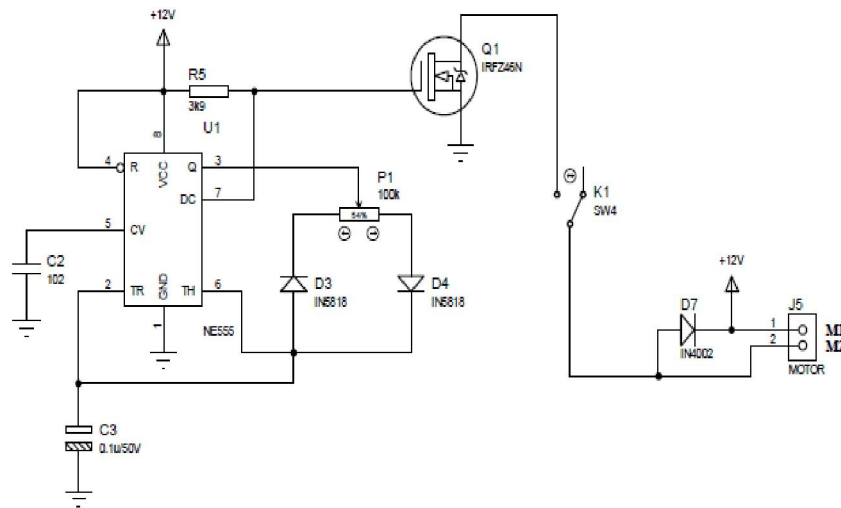 +12V
Q1
IRFZ46N
R5
3k9
U1
8
VCC
4
R
Q
3
DC
7
P1
100k
54%
5
CV
C2
102
2
TR
GND
TH
6
1
NE555
D3
IN5818
D4
IN5818
K1
SW4
+12V
D7
IN4002
J5
1
2
MOTOR
C3
0.1u/50V